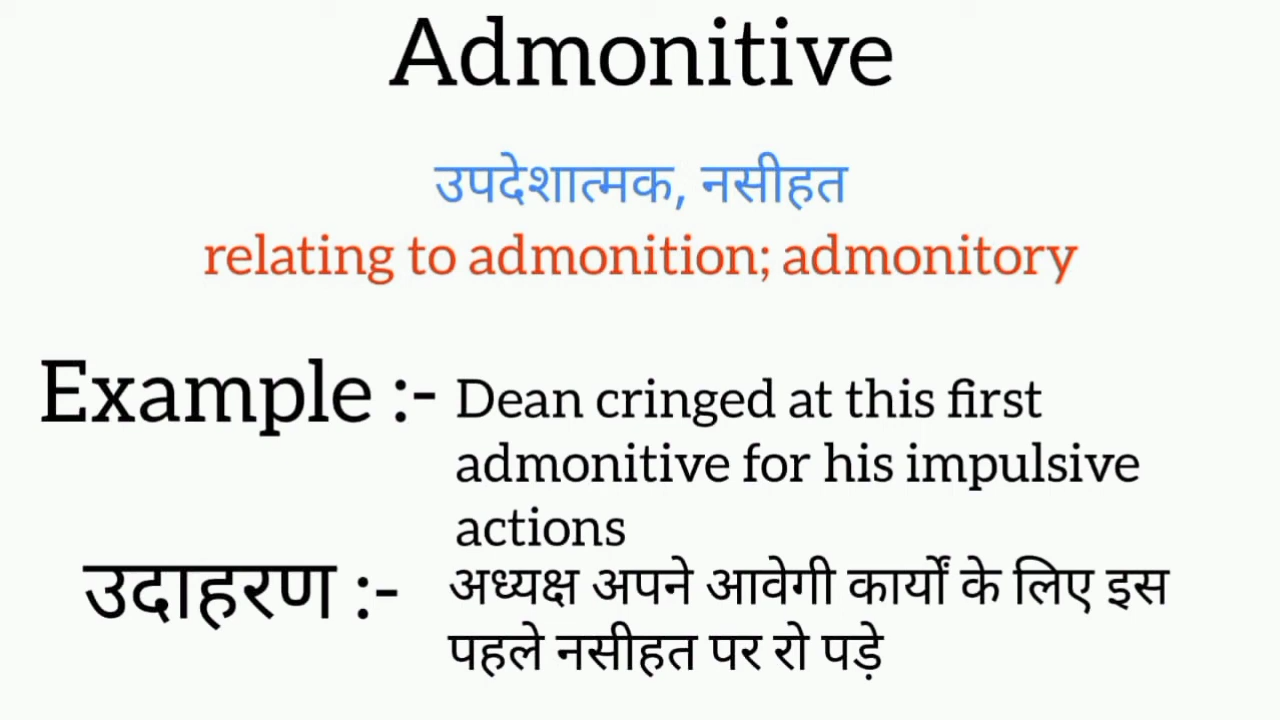 Admonitive
उपदेशात्मक, नसीहत
relating to admonition; admonitory
Example :- Dean cringed at this first
admonitive for his impulsive
actions
उदाहरण :- अध्यक्ष अपने आवेगी कार्यों के लिए इस
पहले नसीहत पर रो पड़े